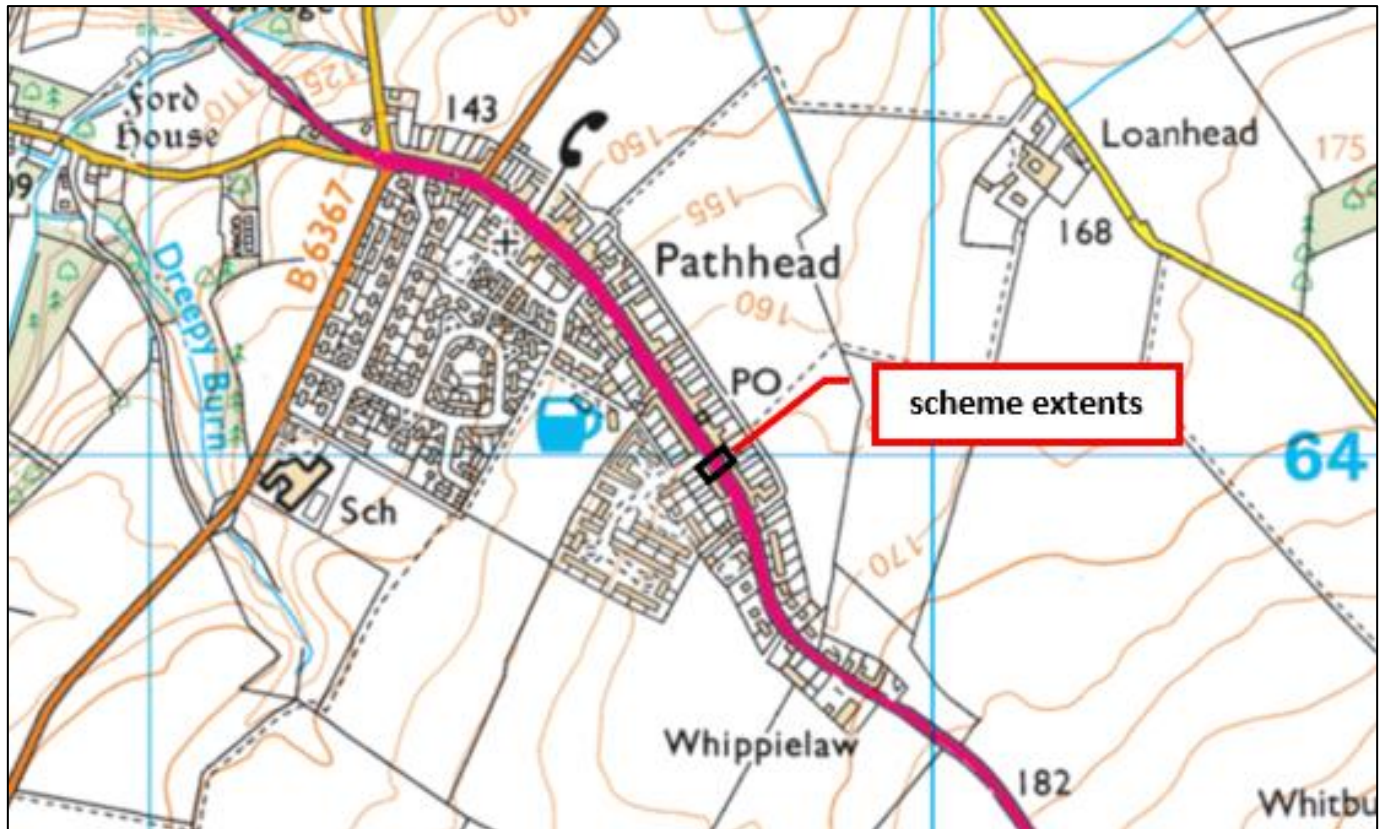 Ford
House
110
125
143
150
155
160
170
175
09
B 6367
Dreepy Burn
Pathhead
PO
Loanhead
168
scheme extents
64
Sch
Whippielaw
182